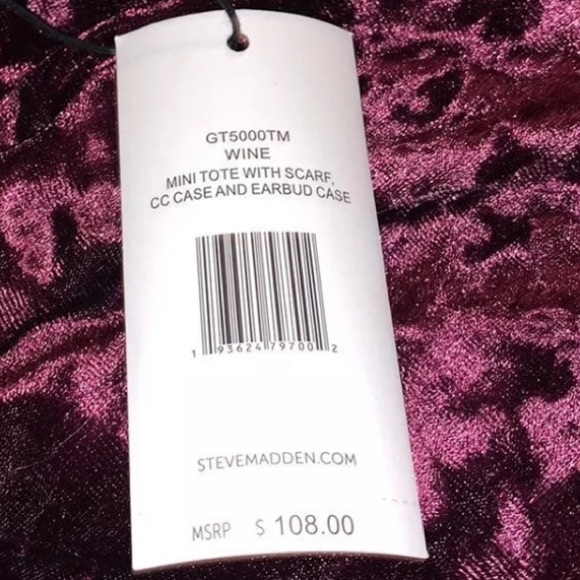 GT5000TM
WINE
MINI TOTE WITH SCARF,
CC CASE AND EARBUD CASE
1 93624 79700 2
STEVEMADDEN.COM
MSRP $ 108.00